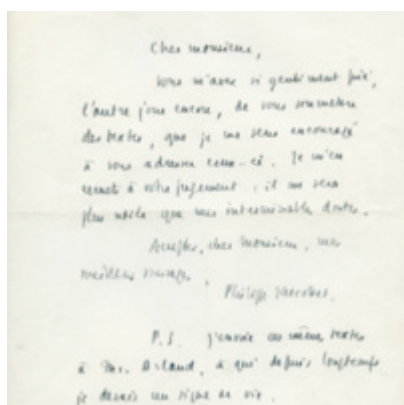 Cher monsieur,
vous m'avez si gentiment prié,
l'autre jour encore, de vous soumettre
des textes, que je me sens encouragé
à vous adresser ceux-ci. Je m'en
remets à votre jugement : il me sera
plus utile que mes interminables doutes.
Acceptez, cher monsieur, mes
meilleurs messages,
Philippe Jaccottet.
P.S. J'envoie ces mêmes textes
à Mr. Arland, à qui depuis longtemps
je devais un signe de vie.